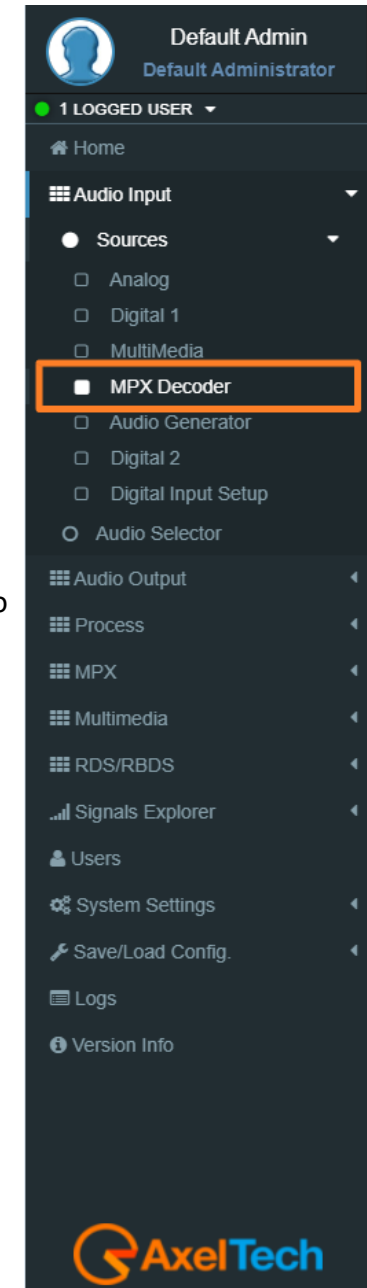 Default Admin
Default Administrator
1 LOGGED USER
Home
Audio Input
Sources
Analog
Digital 1
MultiMedia
MPX Decoder
Audio Generator
Digital 2
Digital Input Setup
Audio Selector
Audio Output
Process
MPX
Multimedia
RDS/RBDS
Signals Explorer
Users
System Settings
Save/Load Config.
Logs
Version Info
AxelTech